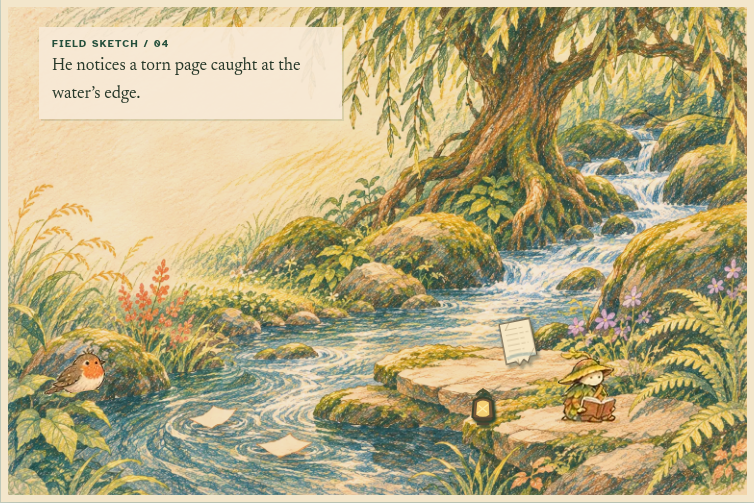 FIELD SKETCH / 04
He notices a torn page caught at the
water’s edge.